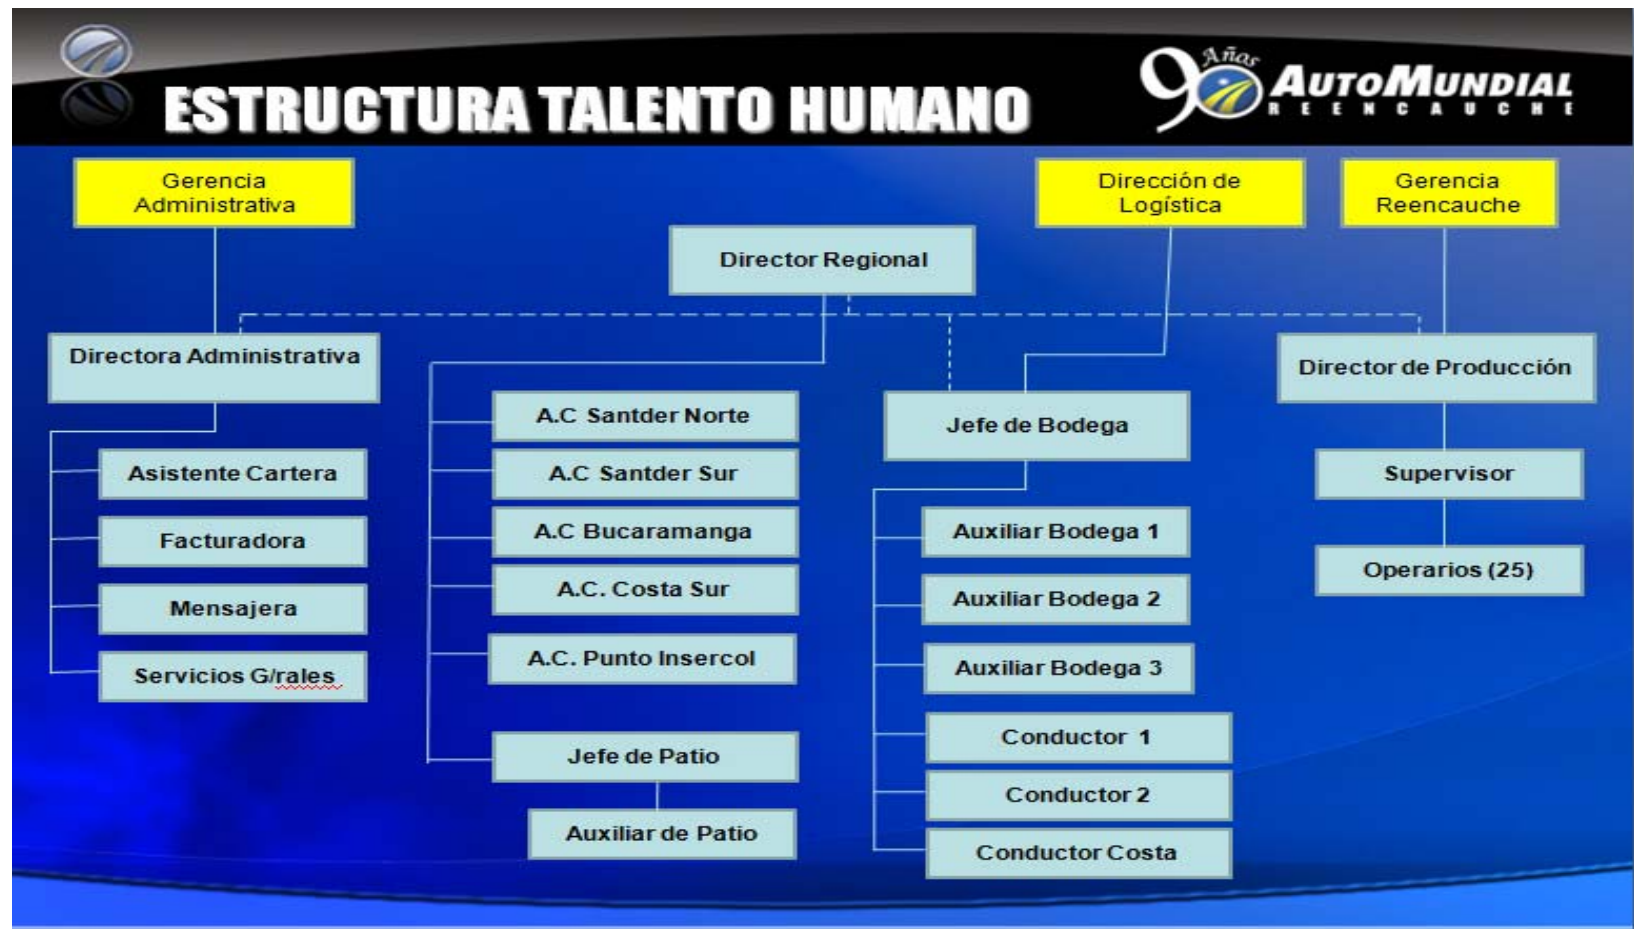 ESTRUCTURA TALENTO HUMANO
90 Años
AUTOMUNDIAL
REENCAUCHE
Gerencia
Administrativa
Dirección de
Logística
Gerencia
Reencauche
Director Regional
Directora Administrativa
Asistente Cartera
Facturadora
Mensajera
Servicios G/rales
A.C Santder Norte
A.C Santder Sur
A.C Bucaramanga
A.C. Costa Sur
A.C. Punto Insercol
Jefe de Patio
Auxiliar de Patio
Jefe de Bodega
Auxiliar Bodega 1
Auxiliar Bodega 2
Auxiliar Bodega 3
Conductor 1
Conductor 2
Conductor Costa
Director de Producción
Supervisor
Operarios (25)